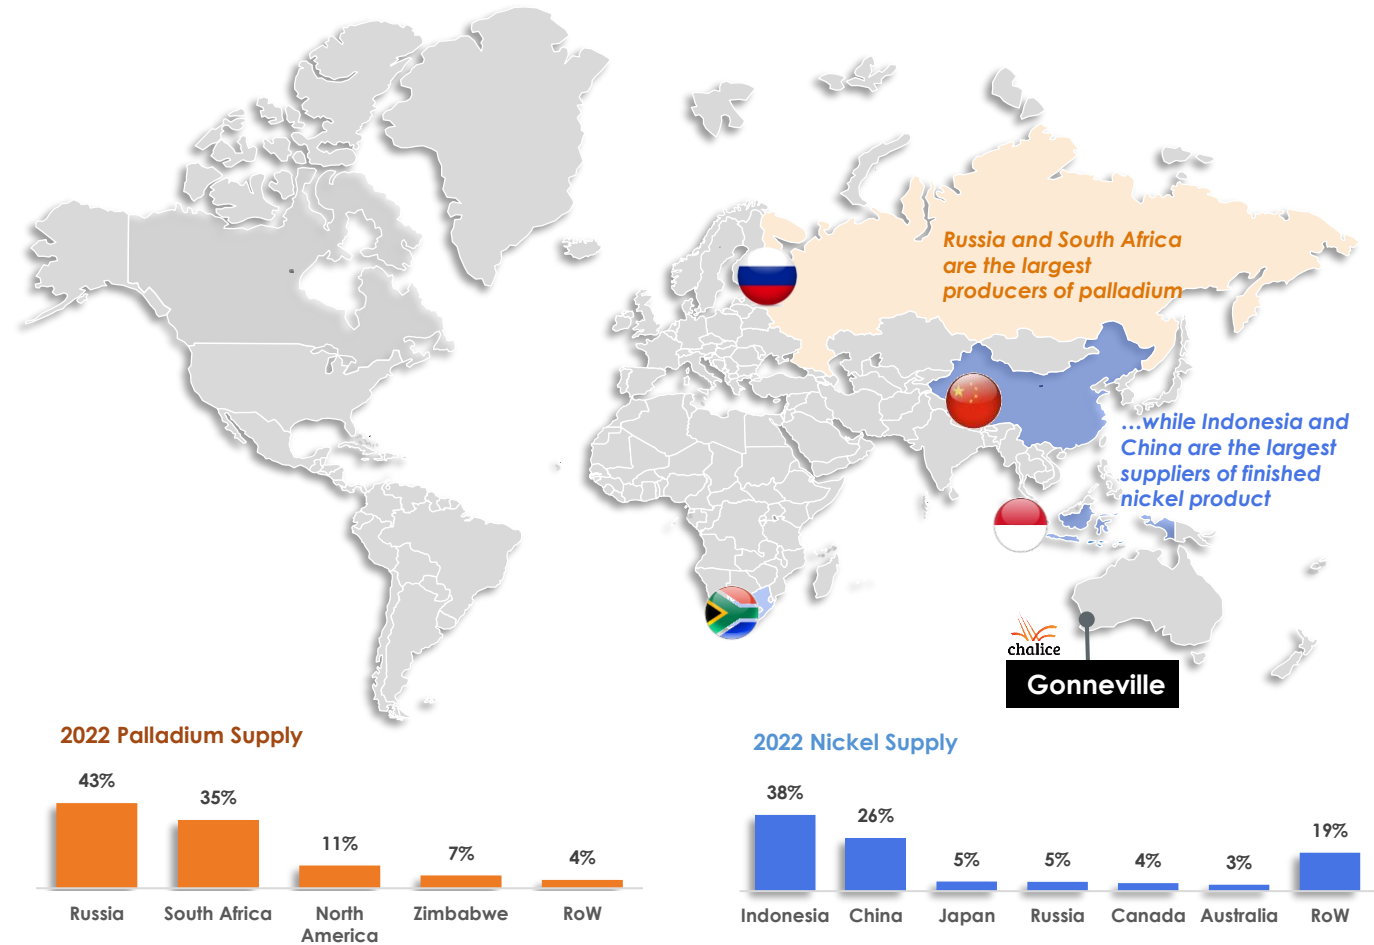 Russia and South Africa
are the largest
producers of palladium
...while Indonesia and
China are the largest
suppliers of finished
nickel product
chalice
Gonneville
2022 Palladium Supply
43%
35%
11%
7%
4%
Russia
South Africa
North
America
Zimbabwe
RoW
2022 Nickel Supply
38%
26%
5%
5%
4%
3%
19%
Indonesia
China
Japan
Russia
Canada
Australia
RoW